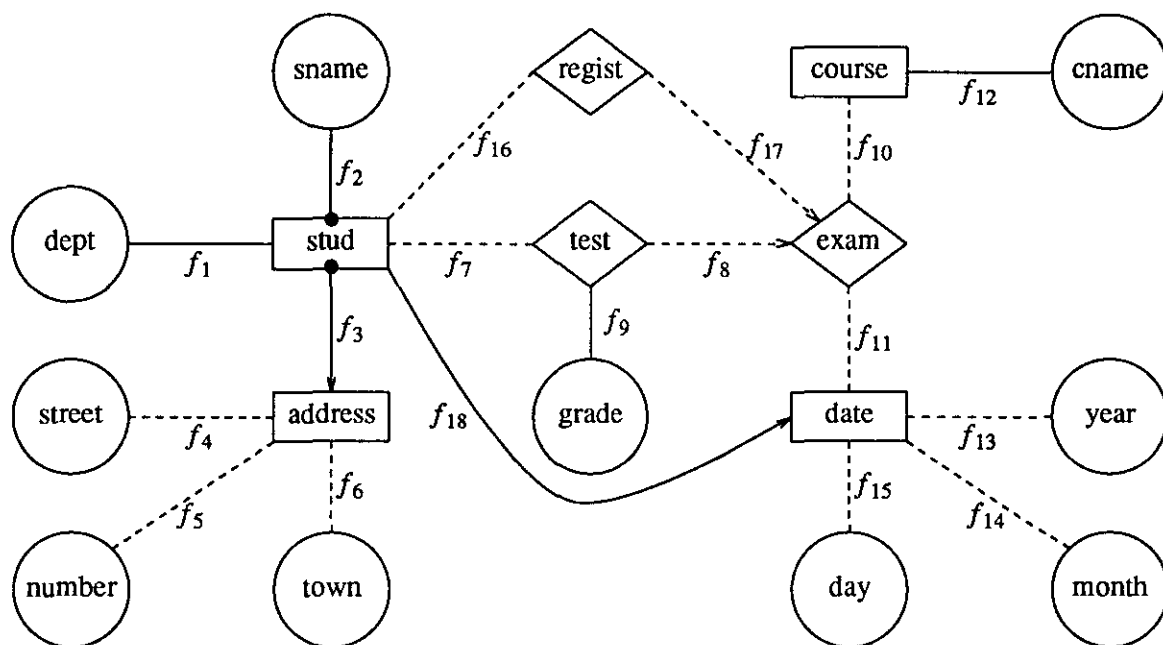 sname
regist
course
cname
f12
f16
f17
f10
f2
dept
stud
test
exam
f1
f7
f8
f3
f9
f11
street
address
grade
date
year
f4
f18
f13
f5
f6
f15
f14
number
town
day
month